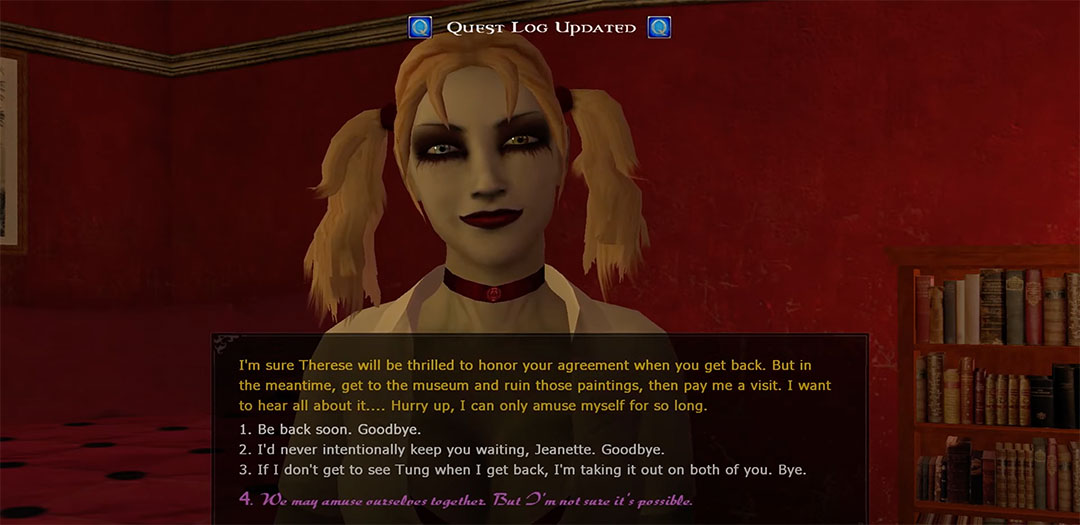 Quest Log Updated
I'm sure Therese will be thrilled to honor your agreement when you get back. But in
the meantime, get to the museum and ruin those paintings, then pay me a visit. I want
to hear all about it.... Hurry up, I can only amuse myself for so long.
1. Be back soon. Goodbye.
2. I'd never intentionally keep you waiting, Jeanette. Goodbye.
3. If I don't get to see Tung when I get back, I'm taking it out on both of you. Bye.
4. We may amuse ourselves together. But I'm not sure it's possible.